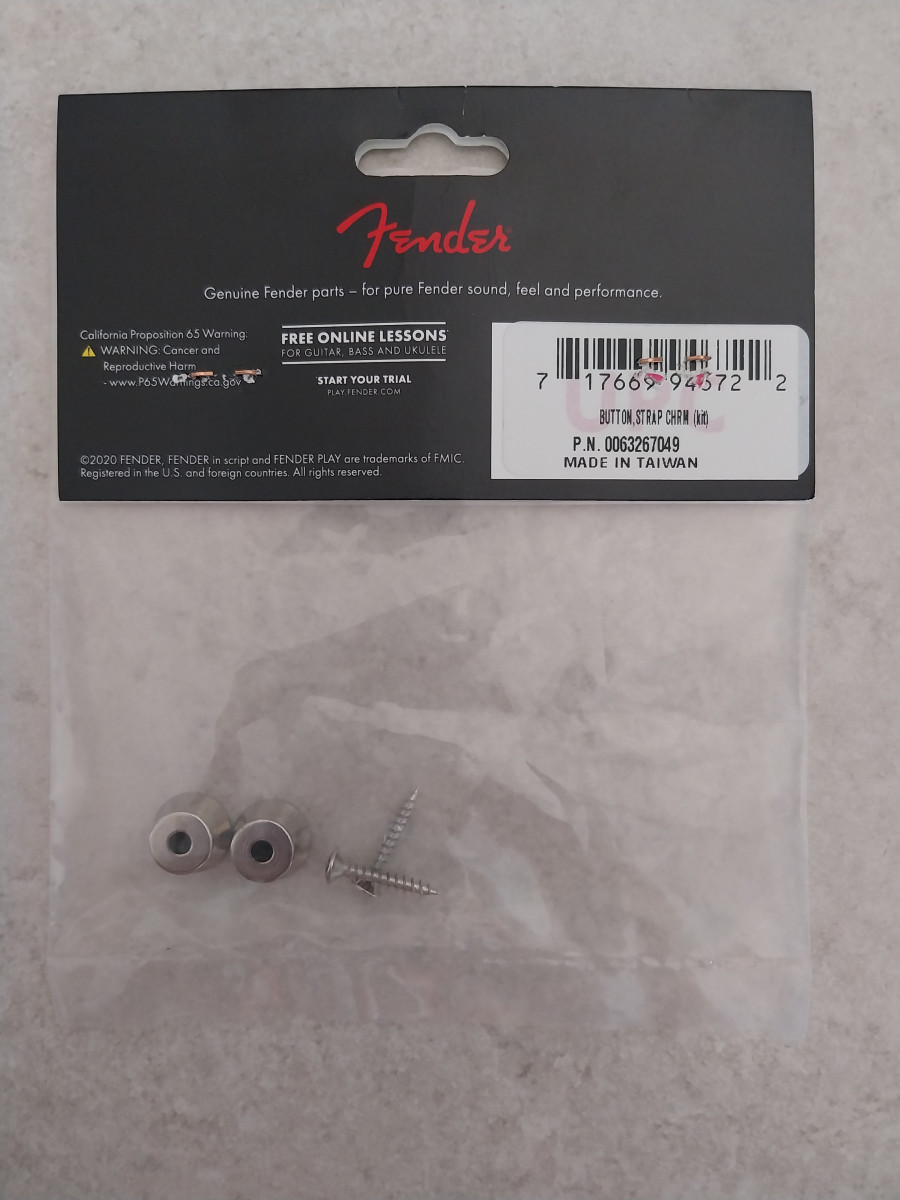 Fender
Genuine Fender parts – for pure Fender sound, feel and performance.
California Proposition 65 Warning:
WARNING: Cancer and
Reproductive Harm
- www.P65Warnings.ca.gov
FREE ONLINE LESSONS
FOR GUITAR, BASS AND UKULELE
START YOUR TRIAL
PLAY.FENDER.COM
©2020 FENDER, FENDER in script and FENDER PLAY are trademarks of FMIC.
Registered in the U.S. and foreign countries. All rights reserved.
UPC
7 17669 94572 2
BUTTON,STRAP CHRM (kit)
P.N. 0063267049
MADE IN TAIWAN